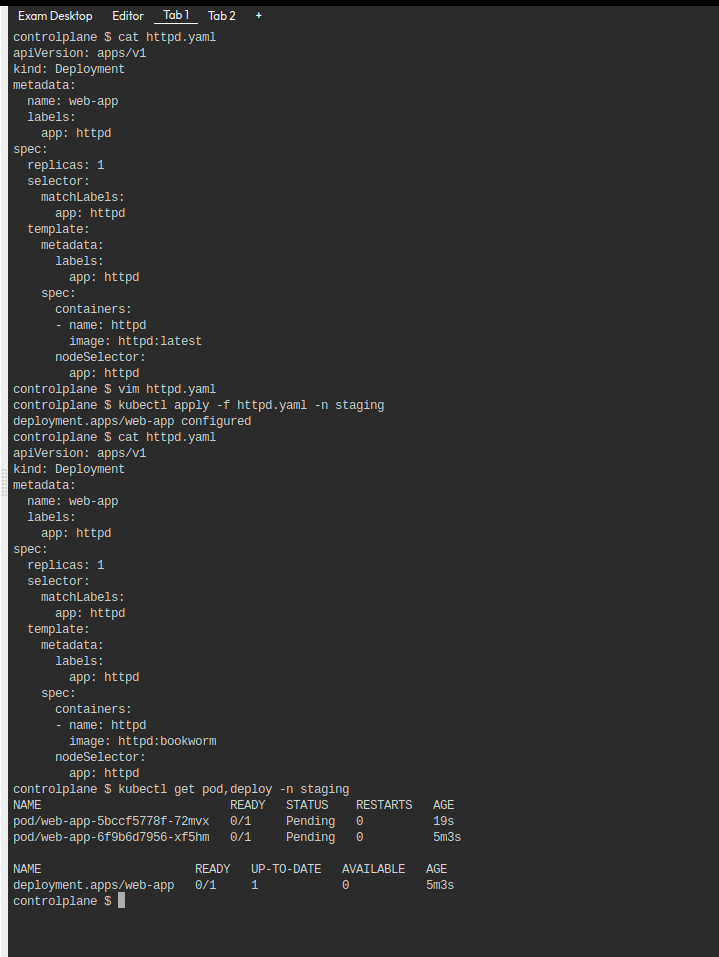 Exam Desktop Editor Tab 1 Tab 2 +
controlplane $ cat httpd.yaml
apiVersion: apps/v1
kind: Deployment
metadata:
  name: web-app
  labels:
    app: httpd
spec:
  replicas: 1
  selector:
    matchLabels:
      app: httpd
  template:
    metadata:
      labels:
        app: httpd
    spec:
      containers:
      - name: httpd
        image: httpd:latest
      nodeSelector:
        app: httpd
controlplane $ vim httpd.yaml
controlplane $ kubectl apply -f httpd.yaml -n staging
deployment.apps/web-app configured
controlplane $ cat httpd.yaml
apiVersion: apps/v1
kind: Deployment
metadata:
  name: web-app
  labels:
    app: httpd
spec:
  replicas: 1
  selector:
    matchLabels:
      app: httpd
  template:
    metadata:
      labels:
        app: httpd
    spec:
      containers:
      - name: httpd
        image: httpd:bookworm
      nodeSelector:
        app: httpd
controlplane $ kubectl get pod,deploy -n staging
NAME                           READY   STATUS    RESTARTS   AGE
pod/web-app-5bccf5778f-72mvx   0/1     Pending   0          19s
pod/web-app-6f9b6d7956-xf5hm   0/1     Pending   0          5m3s

NAME                      READY   UP-TO-DATE   AVAILABLE   AGE
deployment.apps/web-app   0/1     1            0           5m3s
controlplane $